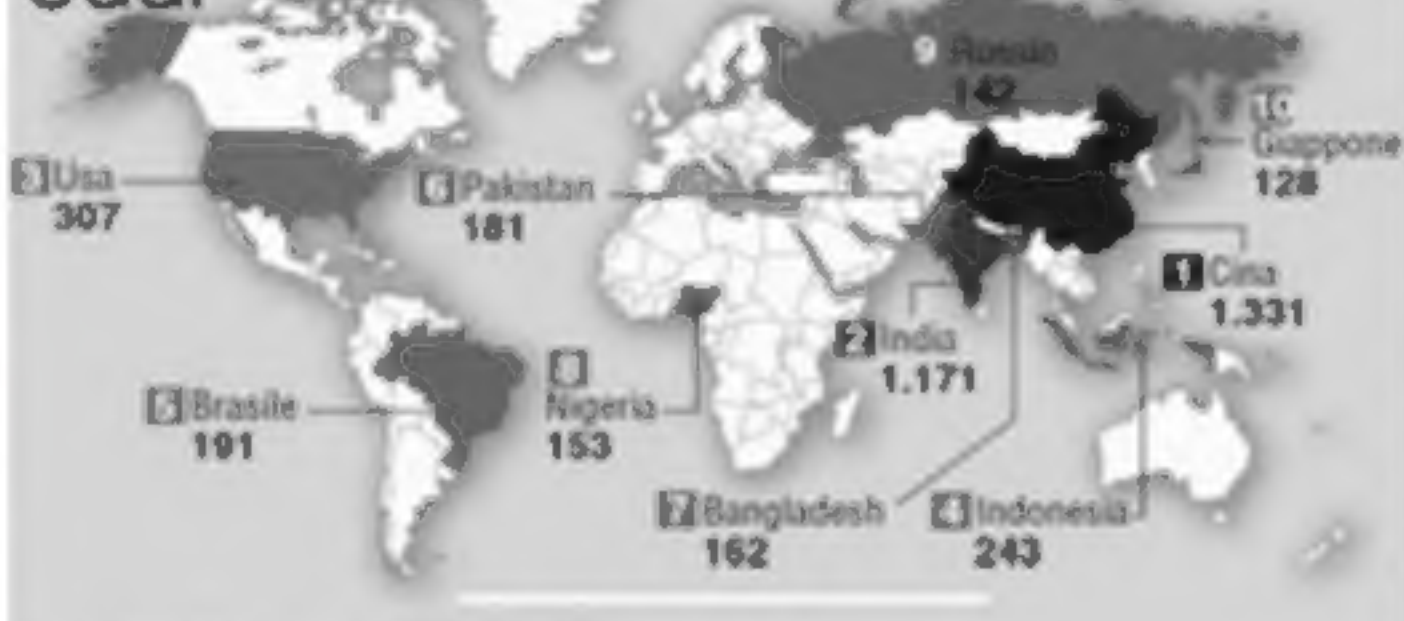 3 Usa
307
6 Pakistan
181
9 Russia
142
10
Giappone
128
1 Cina
1.331
2 India
1.171
5 Brasile
191
8
Nigeria
153
7 Bangladesh
162
4 Indonesia
243